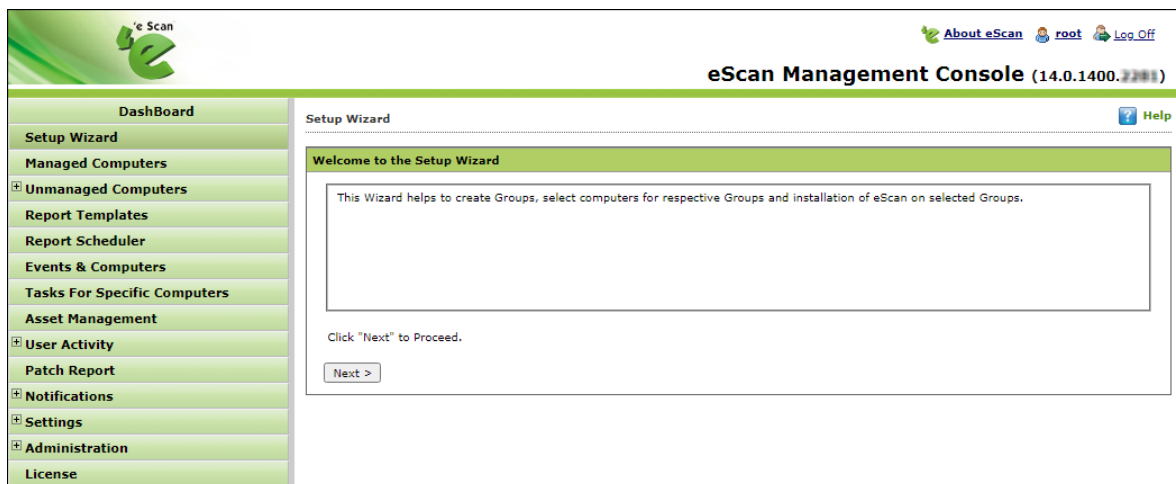 e Scan
About eScan root Log Off
eScan Management Console (14.0.1400. )
DashBoard
Setup Wizard
Managed Computers
Unmanaged Computers
Report Templates
Report Scheduler
Events & Computers
Tasks For Specific Computers
Asset Management
User Activity
Patch Report
Notifications
Settings
Administration
License
Setup Wizard
Help
Welcome to the Setup Wizard
This Wizard helps to create Groups, select computers for respective Groups and installation of eScan on selected Groups.
Click "Next" to Proceed.
Next >